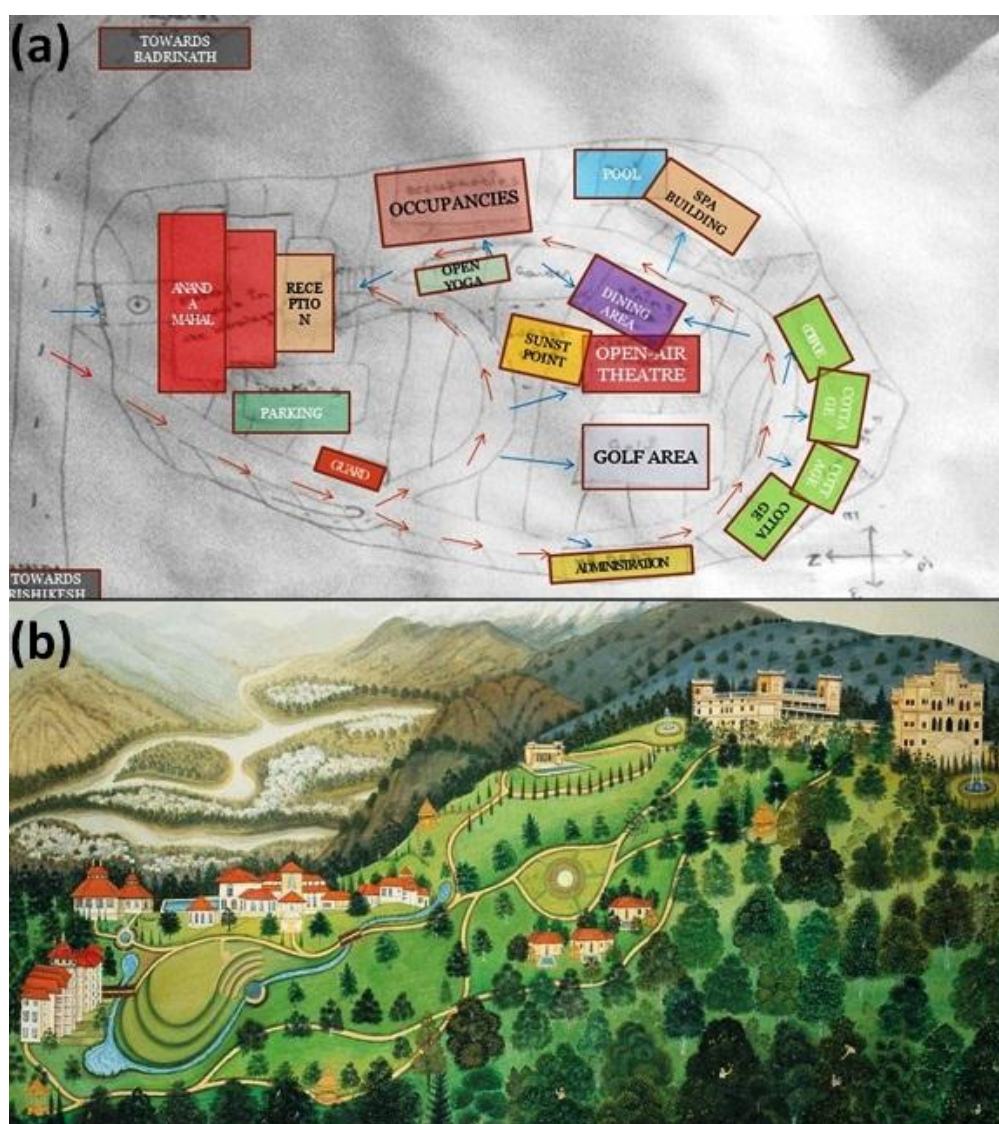 (a)
TOWARDS
BADRINATH
OCCUPANCIES
POOL
SPA
BUILDING
ANAND
A
MAHAL
RECE
PTIO
N
OPEN
YOGA
DINING
AREA
SUNST
POINT
OPEN-AIR
THEATRE
PARKING
GUARD
GOLF AREA
COTTA
GE
COTT
AGE
COTTA
GE
ADMINISTRATION
N
TOWARDS
RISHIKESH
(b)